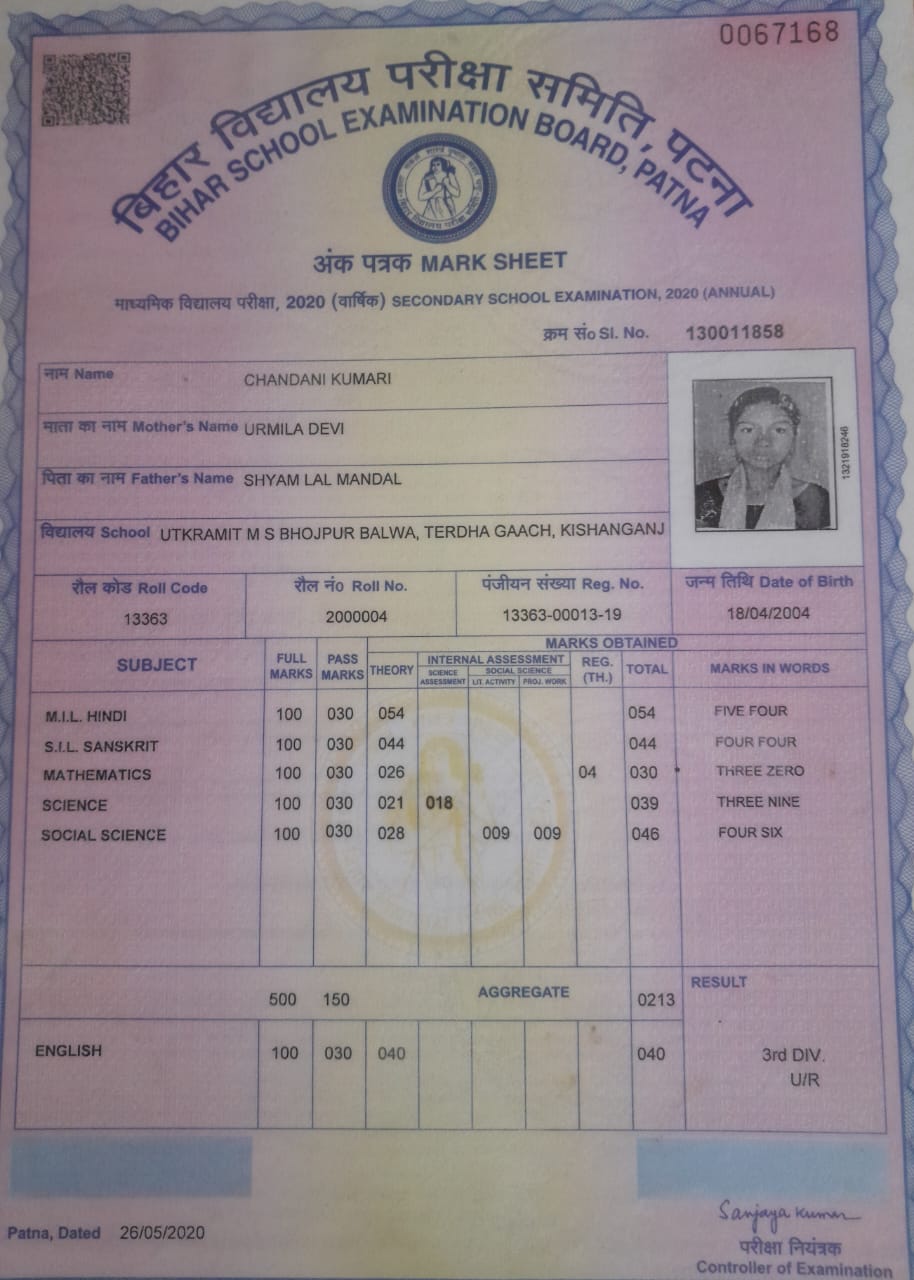 0067168
बिहार विद्यालय परीक्षा समिति, पटना
BIHAR SCHOOL EXAMINATION BOARD, PATNA
अंक पत्रक MARK SHEET
माध्यमिक विद्यालय परीक्षा, 2020 (वार्षिक) SECONDARY SCHOOL EXAMINATION, 2020 (ANNUAL)
क्रम सं० Sl. No. 130011858
नाम Name CHANDANI KUMARI
माता का नाम Mother's Name URMILA DEVI
पिता का नाम Father's Name SHYAM LAL MANDAL
विद्यालय School UTKRAMIT M S BHOJPUR BALWA, TERDHA GAACH, KISHANGANJ
1321918246
रौल कोड Roll Code रौल नं० Roll No. पंजीयन संख्या Reg. No. जन्म तिथि Date of Birth
13363 2000004 13363-00013-19 18/04/2004
MARKS OBTAINED
SUBJECT FULL MARKS PASS MARKS THEORY INTERNAL ASSESSMENT REG. (TH.) TOTAL MARKS IN WORDS
SCIENCE ASSESSMENT SOCIAL SCIENCE LIT. ACTIVITY PROJ. WORK
M.I.L. HINDI 100 030 054 054 FIVE FOUR
S.I.L. SANSKRIT 100 030 044 044 FOUR FOUR
MATHEMATICS 100 030 026 04 030 * THREE ZERO
SCIENCE 100 030 021 018 039 THREE NINE
SOCIAL SCIENCE 100 030 028 009 009 046 FOUR SIX
500 150 AGGREGATE 0213 RESULT
ENGLISH 100 030 040 040 3rd DIV.
U/R
Sanjaya Kumar
Patna, Dated 26/05/2020
परीक्षा नियंत्रक
Controller of Examination